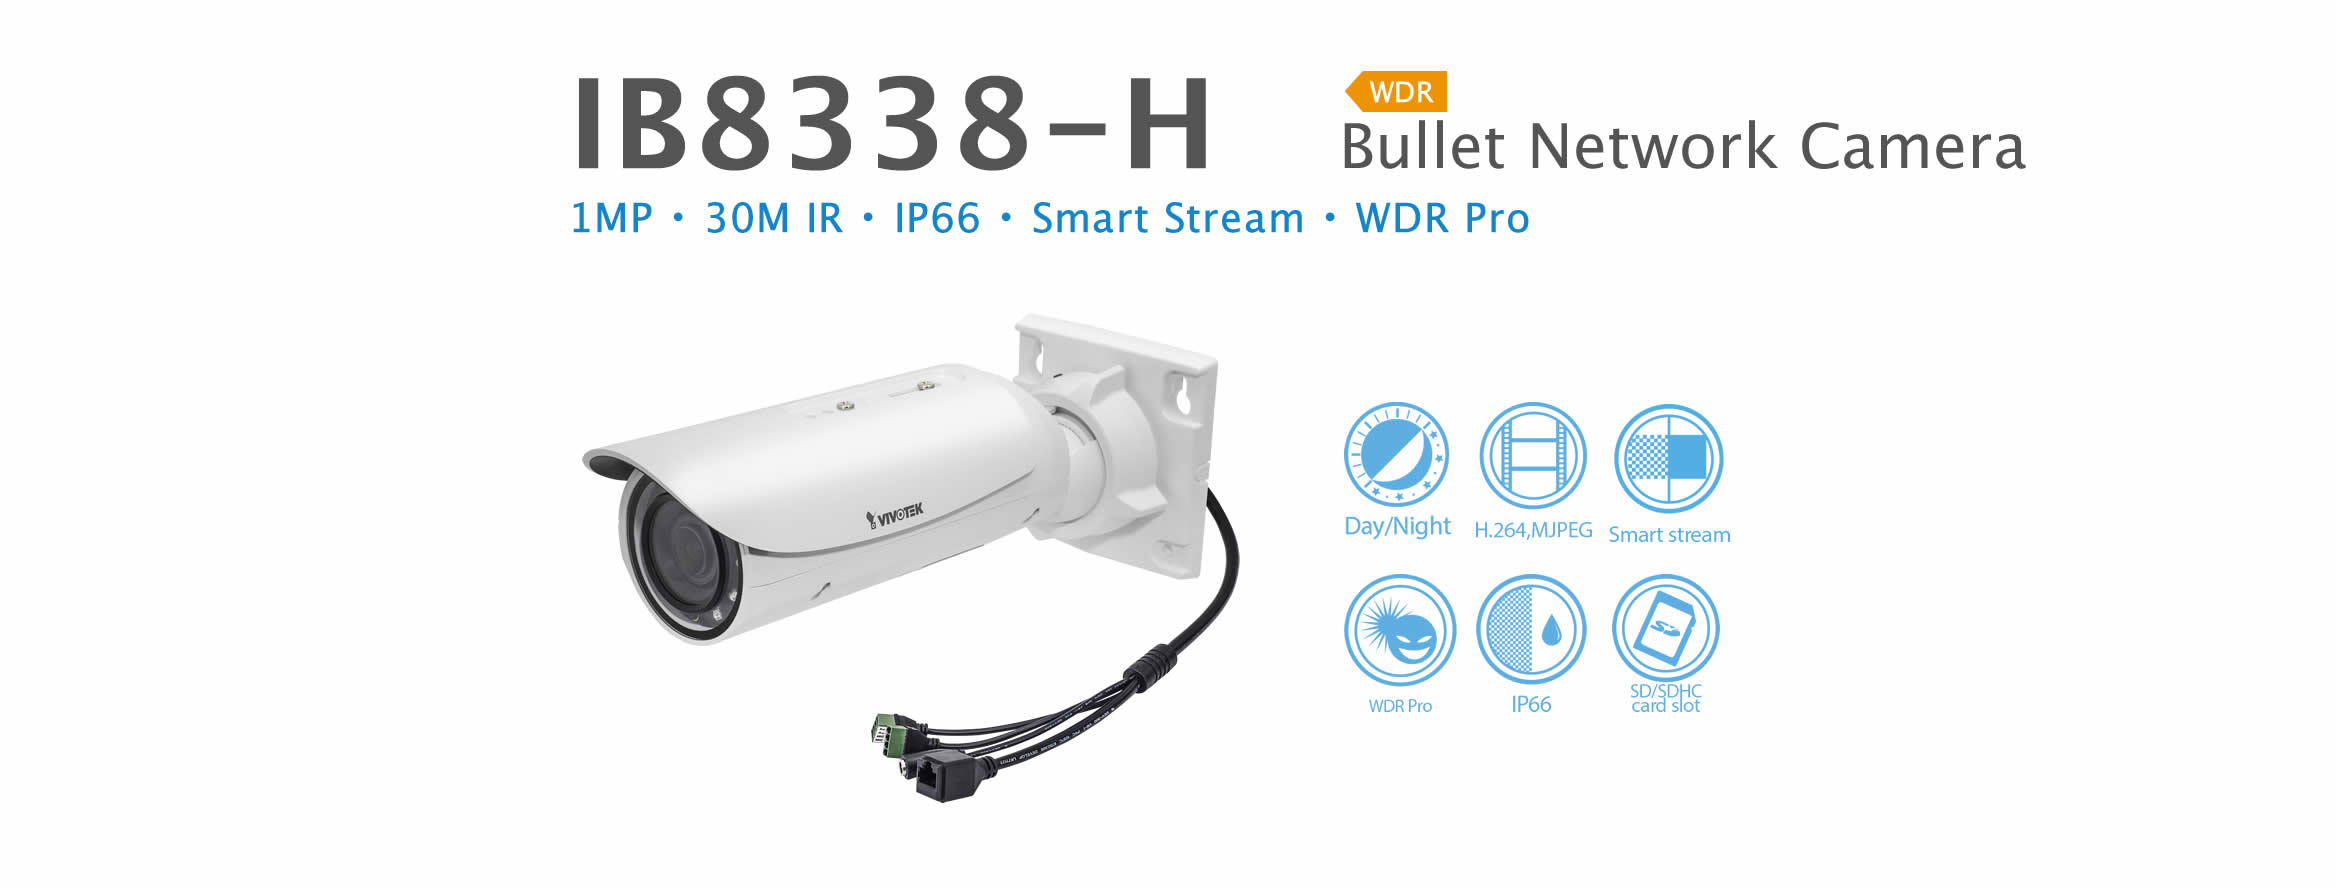 IB8338-H
WDR
Bullet Network Camera
1MP • 30M IR • IP66 • Smart Stream • WDR Pro
VIVOTEK
Day/Night
H.264,MJPEG
Smart stream
WDR Pro
IP66
SD/SDHC
card slot